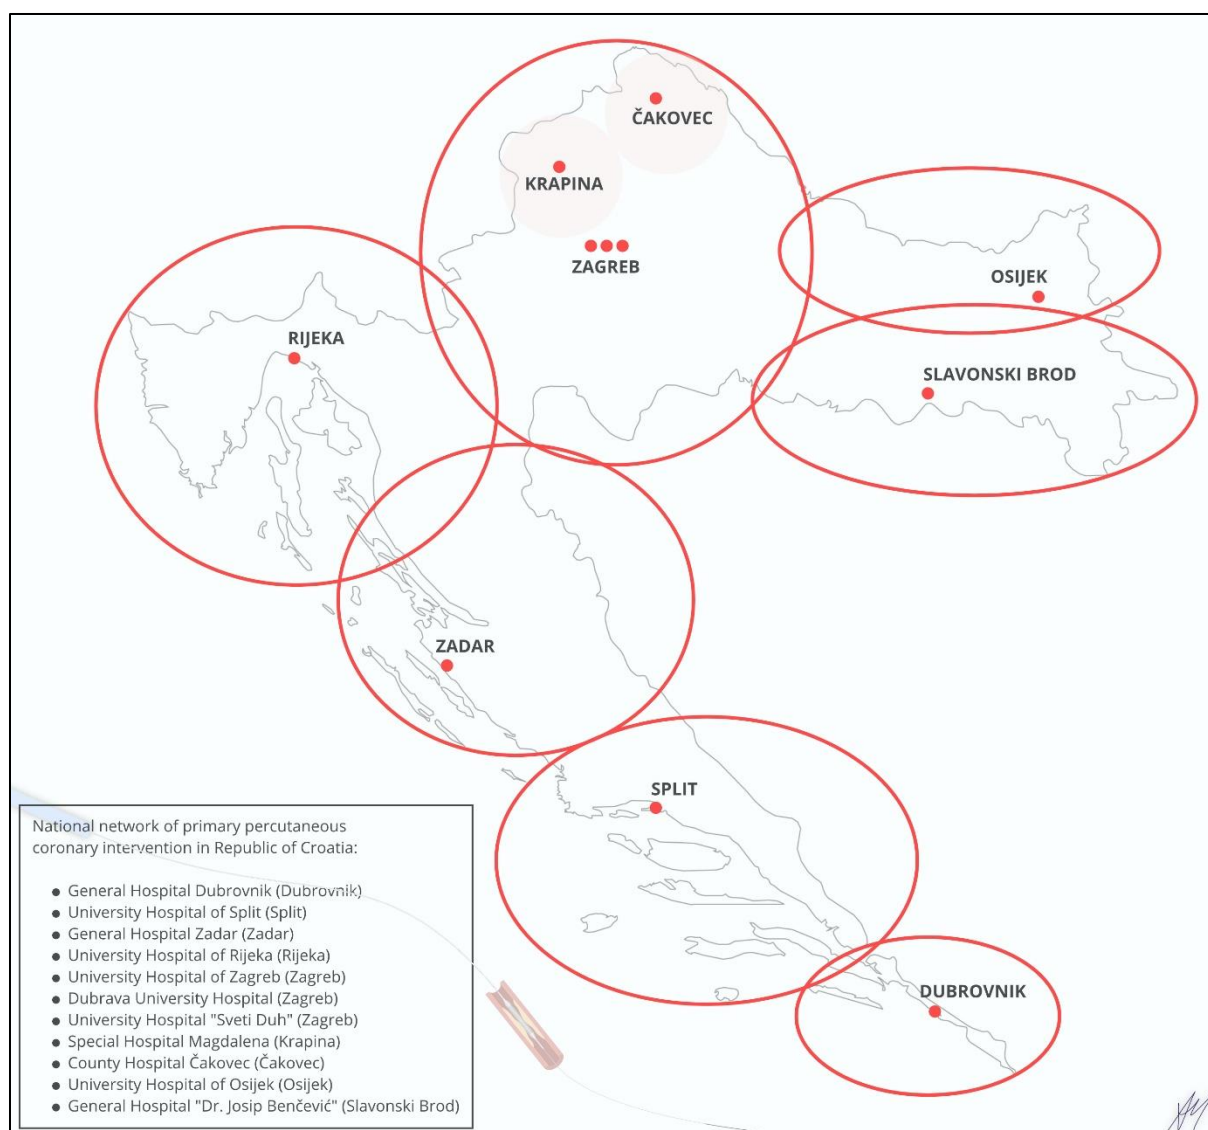 ČAKOVEC
KRAPINA
ZAGREB
OSIJEK
RIJEKA
SLAVONSKI BROD
ZADAR
SPLIT
DUBROVNIK
National network of primary percutaneous
coronary intervention in Republic of Croatia:
● General Hospital Dubrovnik (Dubrovnik)
● University Hospital of Split (Split)
● General Hospital Zadar (Zadar)
● University Hospital of Rijeka (Rijeka)
● University Hospital of Zagreb (Zagreb)
● Dubrava University Hospital (Zagreb)
● University Hospital "Sveti Duh" (Zagreb)
● Special Hospital Magdalena (Krapina)
● County Hospital Čakovec (Čakovec)
● University Hospital of Osijek (Osijek)
● General Hospital "Dr. Josip Benčević" (Slavonski Brod)